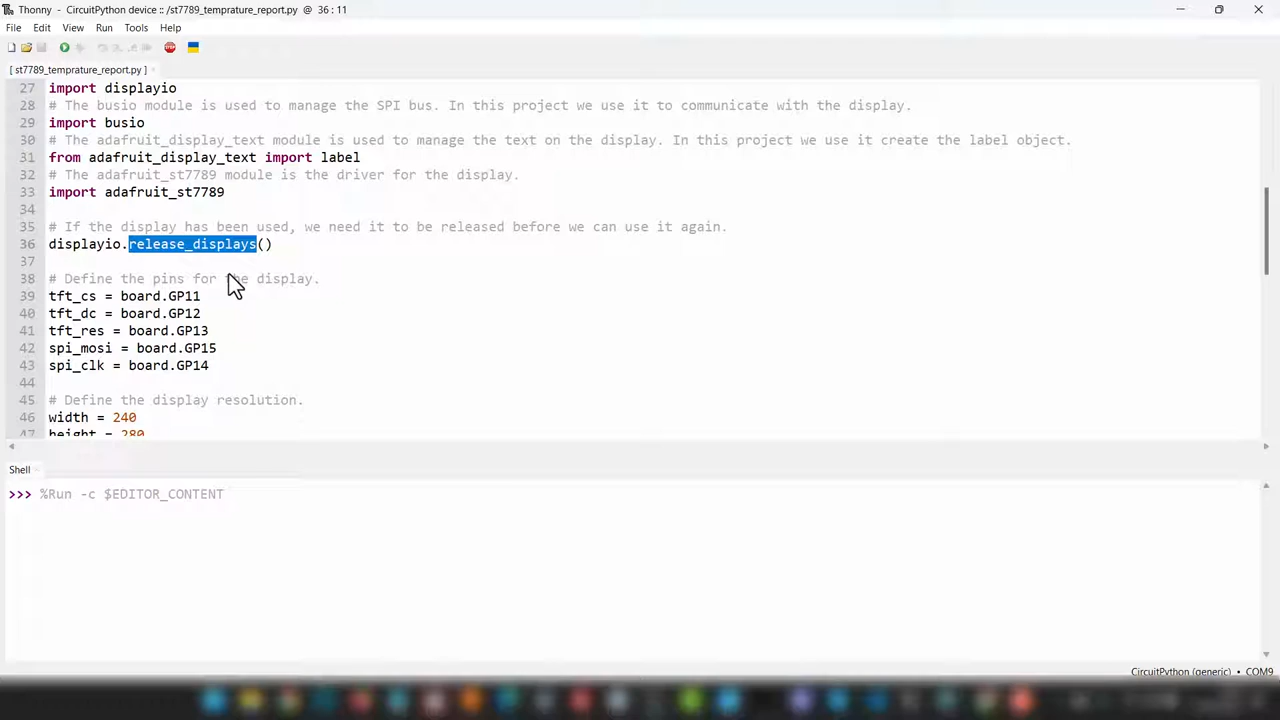 Thonny - CircuitPython device :: /st7789_temprature_report.py @ 36 : 11
File Edit View Run Tools Help
[ st7789_temprature_report.py ]
27 import displayio
28 # The busio module is used to manage the SPI bus. In this project we use it to communicate with the display.
29 import busio
30 # The adafruit_display_text module is used to manage the text on the display. In this project we use it create the label object.
31 from adafruit_display_text import label
32 # The adafruit_st7789 module is the driver for the display.
33 import adafruit_st7789
34
35 # If the display has been used, we need it to be released before we can use it again.
36 displayio.release_displays()
37
38 # Define the pins for the display.
39 tft_cs = board.GP11
40 tft_dc = board.GP12
41 tft_res = board.GP13
42 spi_mosi = board.GP15
43 spi_clk = board.GP14
44
45 # Define the display resolution.
46 width = 240
47 height = 280
Shell
>>> %Run -c $EDITOR_CONTENT
CircuitPython (generic) • COM9